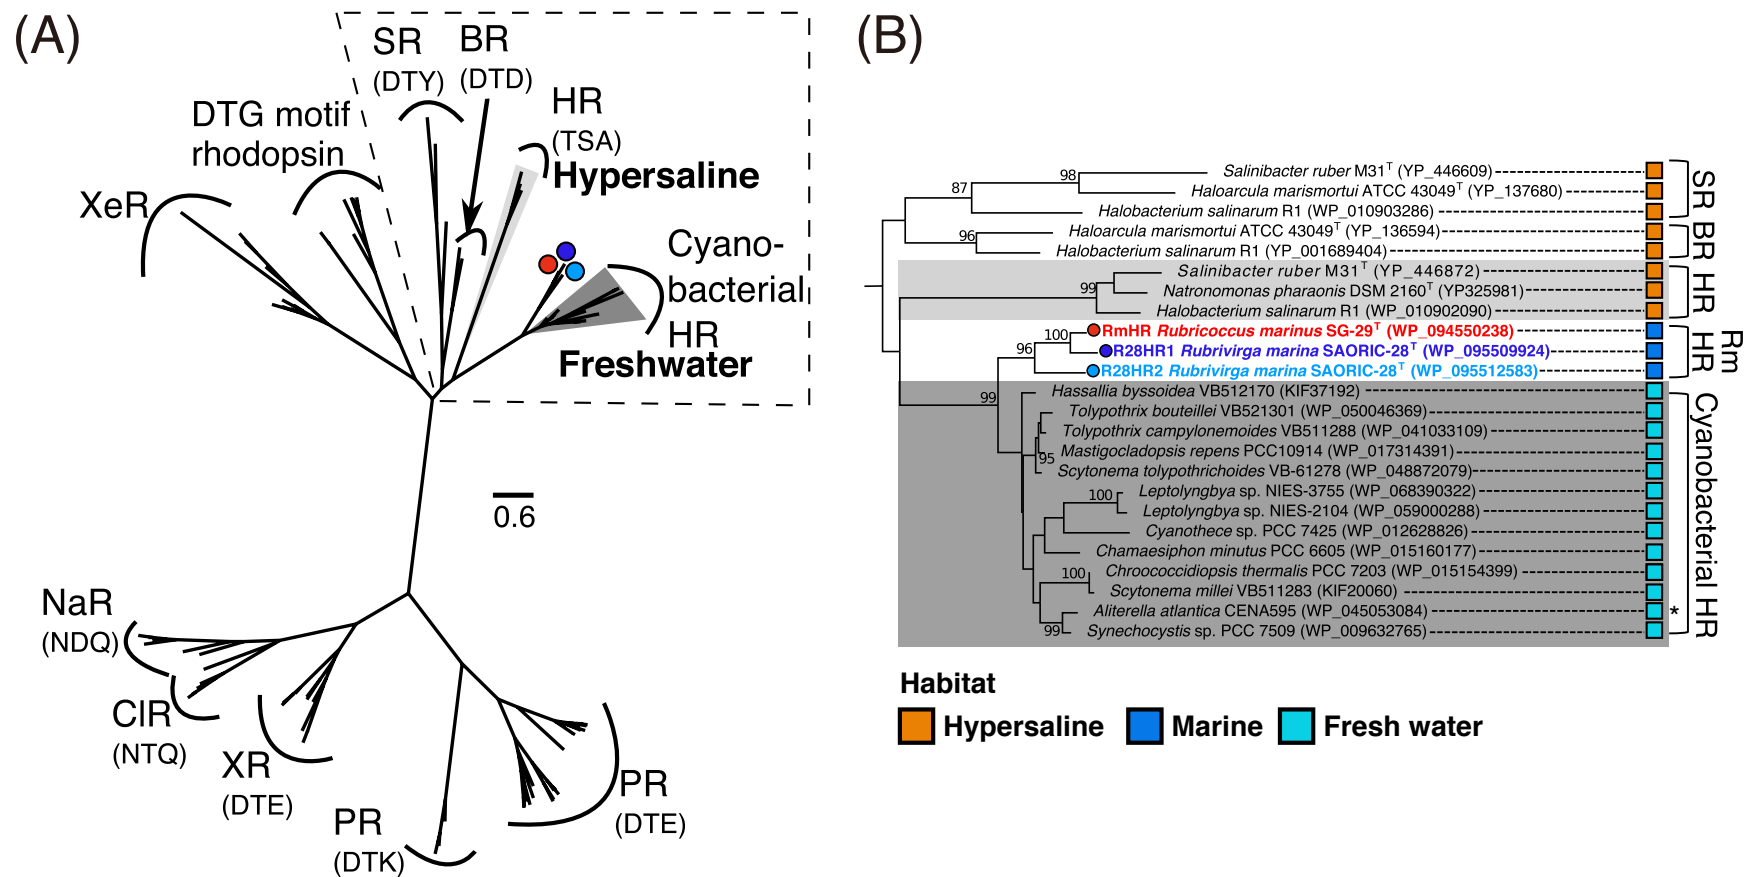 (A)
SR
(DTY)
BR
(DTD)
HR
(TSA)
Hypersaline
DTG motif
rhodopsin
XeR
Cyano-
bacterial
HR
Freshwater
0.6
NaR
(NDQ)
ClR
(NTQ)
XR
(DTE)
PR
(DTK)
PR
(DTE)
(B)
98
87
96
99
100
96
99
95
100
100
99
Salinibacter ruber M31T (YP_446609)
Haloarcula marismortui ATCC 43049T (YP_137680)
Halobacterium salinarum R1 (WP_010903286)
Haloarcula marismortui ATCC 43049T (YP_136594)
Halobacterium salinarum R1 (YP_001689404)
Salinibacter ruber M31T (YP_446872)
Natronomonas pharaonis DSM 2160T (YP325981)
Halobacterium salinarum R1 (WP_010902090)
RmHR Rubricoccus marinus SG-29T (WP_094550238)
R28HR1 Rubrivirga marina SAORIC-28T (WP_095509924)
R28HR2 Rubrivirga marina SAORIC-28T (WP_095512583)
Hassallia byssoidea VB512170 (KIF37192)
Tolypothrix bouteillei VB521301 (WP_050046369)
Tolypothrix campylonemoides VB511288 (WP_041033109)
Mastigocladopsis repens PCC10914 (WP_017314391)
Scytonema tolypothrichoides VB-61278 (WP_048872079)
Leptolyngbya sp. NIES-3755 (WP_068390322)
Leptolyngbya sp. NIES-2104 (WP_059000288)
Cyanothece sp. PCC 7425 (WP_012628826)
Chamaesiphon minutus PCC 6605 (WP_015160177)
Chroococcidiopsis thermalis PCC 7203 (WP_015154399)
Scytonema millei VB511283 (KIF20060)
Aliterella atlantica CENA595 (WP_045053084)
*
Synechocystis sp. PCC 7509 (WP_009632765)
SR
BR
HR
Rm
HR
Cyanobacterial HR
Habitat
Hypersaline
Marine
Fresh water